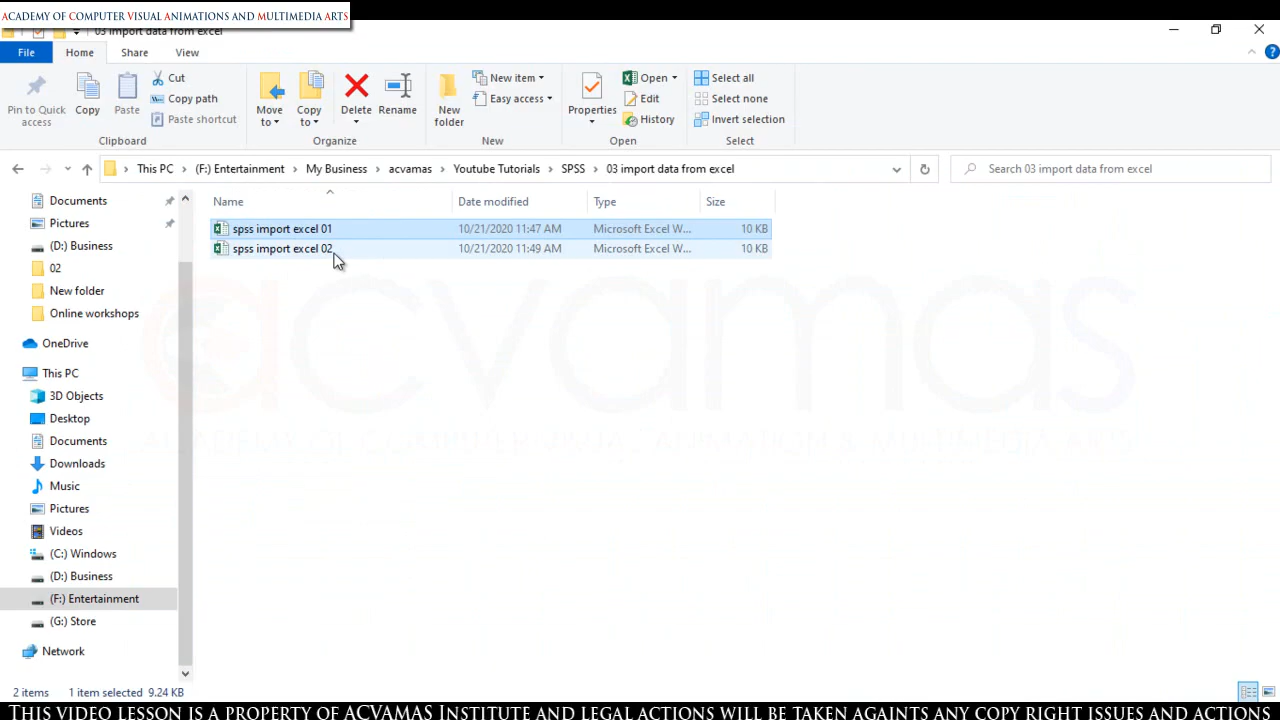 ACADEMY OF COMPUTER VISUAL ANIMATIONS AND MULTIMEDIA ARTS
03 import data from excel
File Home Share View
Pin to Quick access
Copy
Paste
Cut
Copy path
Paste shortcut
Clipboard
Move to
Copy to
Delete
Rename
Organize
New folder
New item
Easy access
New
Properties
Open
Edit
History
Open
Select all
Select none
Invert selection
Select
This PC (F:) Entertainment My Business acvamas Youtube Tutorials SPSS 03 import data from excel
Search 03 import data from excel
Name Date modified Type Size
spss import excel 01 10/21/2020 11:47 AM Microsoft Excel W... 10 KB
spss import excel 02 10/21/2020 11:49 AM Microsoft Excel W... 10 KB
Documents
Pictures
(D:) Business
02
New folder
Online workshops
OneDrive
This PC
3D Objects
Desktop
Documents
Downloads
Music
Pictures
Videos
(C:) Windows
(D:) Business
(F:) Entertainment
(G:) Store
Network
acvamas
ACADEMY OF COMPUTER VISUAL ANIMATION & MULTIMEDIA ARTS
2 items 1 item selected 9.24 KB
THIS VIDEO LESSON IS A PROPERTY OF ACVAMAS INSTITUTE AND LEGAL ACTIONS WILL BE TAKEN AGAINTS ANY COPY RIGHT ISSUES AND ACTIONS